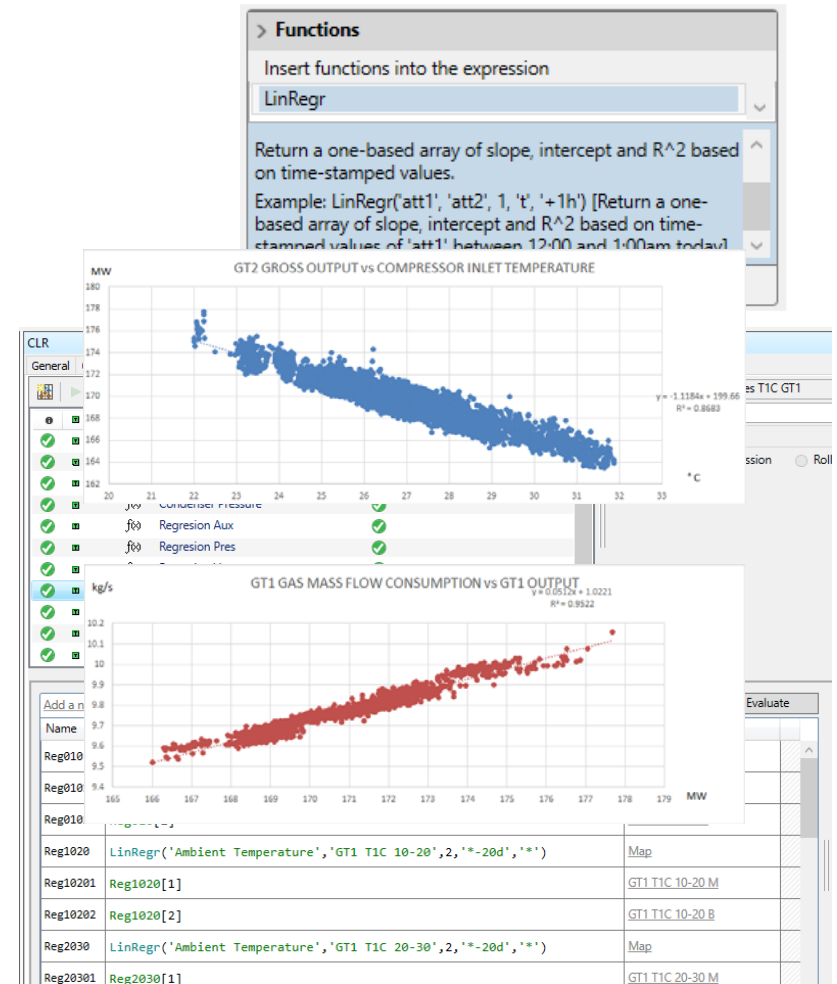 Functions
Insert functions into the expression
LinRegr
Return a one-based array of slope, intercept and R^2 based
on time-stamped values.
Example: LinRegr('att1', 'att2', 1, 't', '+1h') [Return a one-
based array of slope, intercept and R^2 based on time-
stamped values of 'att1' between 12:00 and 1:00am today]
MW
GT2 GROSS OUTPUT vs COMPRESSOR INLET TEMPERATURE
180
178
176
174
172
170
168
166
164
162
y = -1.1184x + 199.66
R² = 0.8683
°C
20 21 22 23 24 25 26 27 28 29 30 31 32 33
CLR
General
es T1C GT1
ssion
Roll
f(x) Condenser Pressure
f(x) Regresion Aux
f(x) Regresion Pres
kg/s
GT1 GAS MASS FLOW CONSUMPTION vs GT1 OUTPUT
y = 0.0512x + 1.0221
R² = 0.9522
10.2
10.1
10
9.9
9.8
9.7
9.6
9.5
9.4
165 166 167 168 169 170 171 172 173 174 175 176 177 178 179
MW
Add a n
Evaluate
Name
Reg010
Reg010
Reg010
Reg1020 LinRegr('Ambient Temperature','GT1 T1C 10-20',2,'*-20d','*') Map
Reg10201 Reg1020[1] GT1 T1C 10-20 M
Reg10202 Reg1020[2] GT1 T1C 10-20 B
Reg2030 LinRegr('Ambient Temperature','GT1 T1C 20-30',2,'*-20d','*') Map
Reg20301 Reg2030[1] GT1 T1C 20-30 M